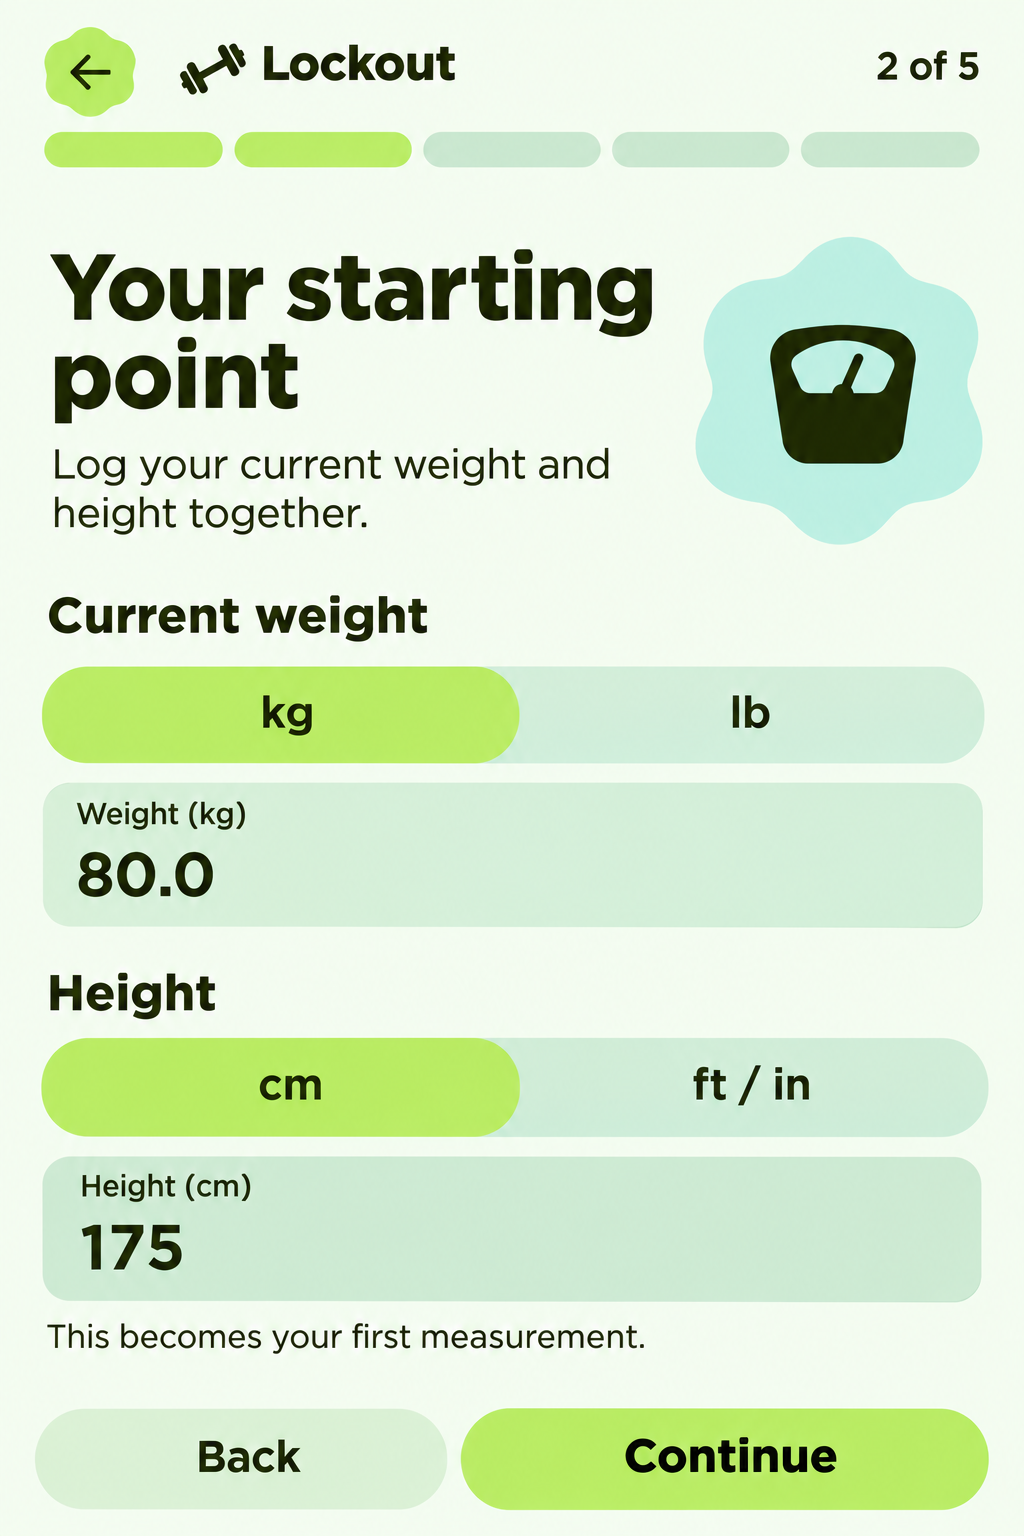 Lockout
2 of 5
Your starting
point
Log your current weight and
height together.
Current weight
kg
lb
Weight (kg)
80.0
Height
cm
ft / in
Height (cm)
175
This becomes your first measurement.
Back
Continue